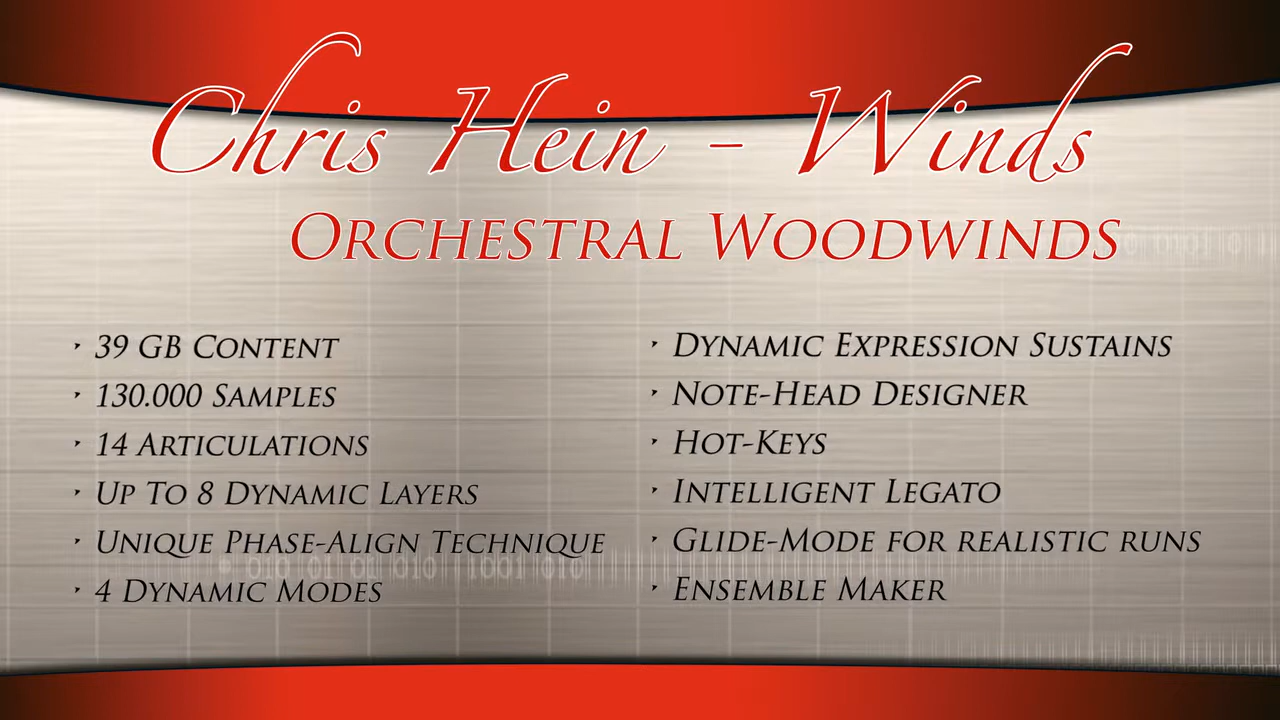 Chris Hein - Winds
Orchestral Woodwinds
· 39 GB Content
· 130.000 Samples
· 14 Articulations
· Up To 8 Dynamic Layers
· Unique Phase-Align Technique
· 4 Dynamic Modes
· Dynamic Expression Sustains
· Note-Head Designer
· Hot-Keys
· Intelligent Legato
· Glide-Mode for realistic runs
· Ensemble Maker